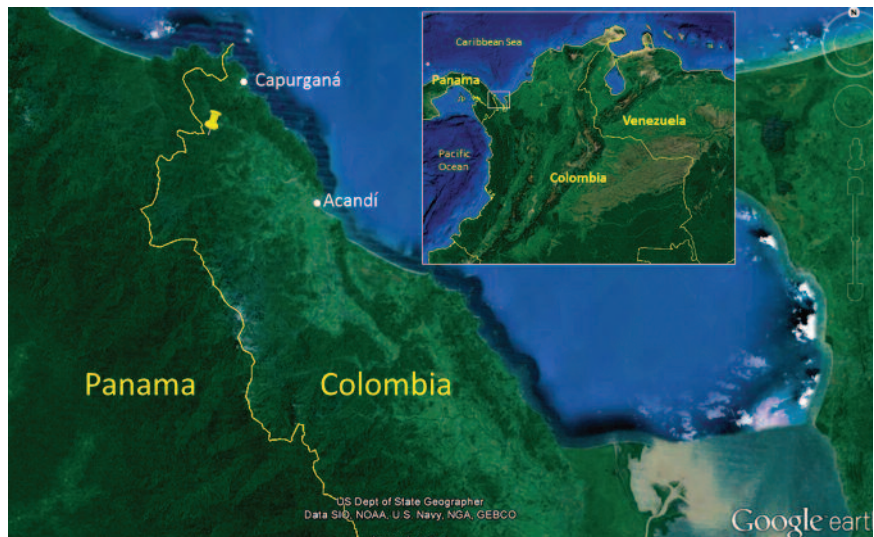 Capurganá
Acandí
Panama
Colombia
Caribbean Sea
Panama
Venezuela
Pacific
Ocean
Colombia
N
US Dept of State Geographer
Data SIO, NOAA, U.S. Navy, NGA, GEBCO
Google earth